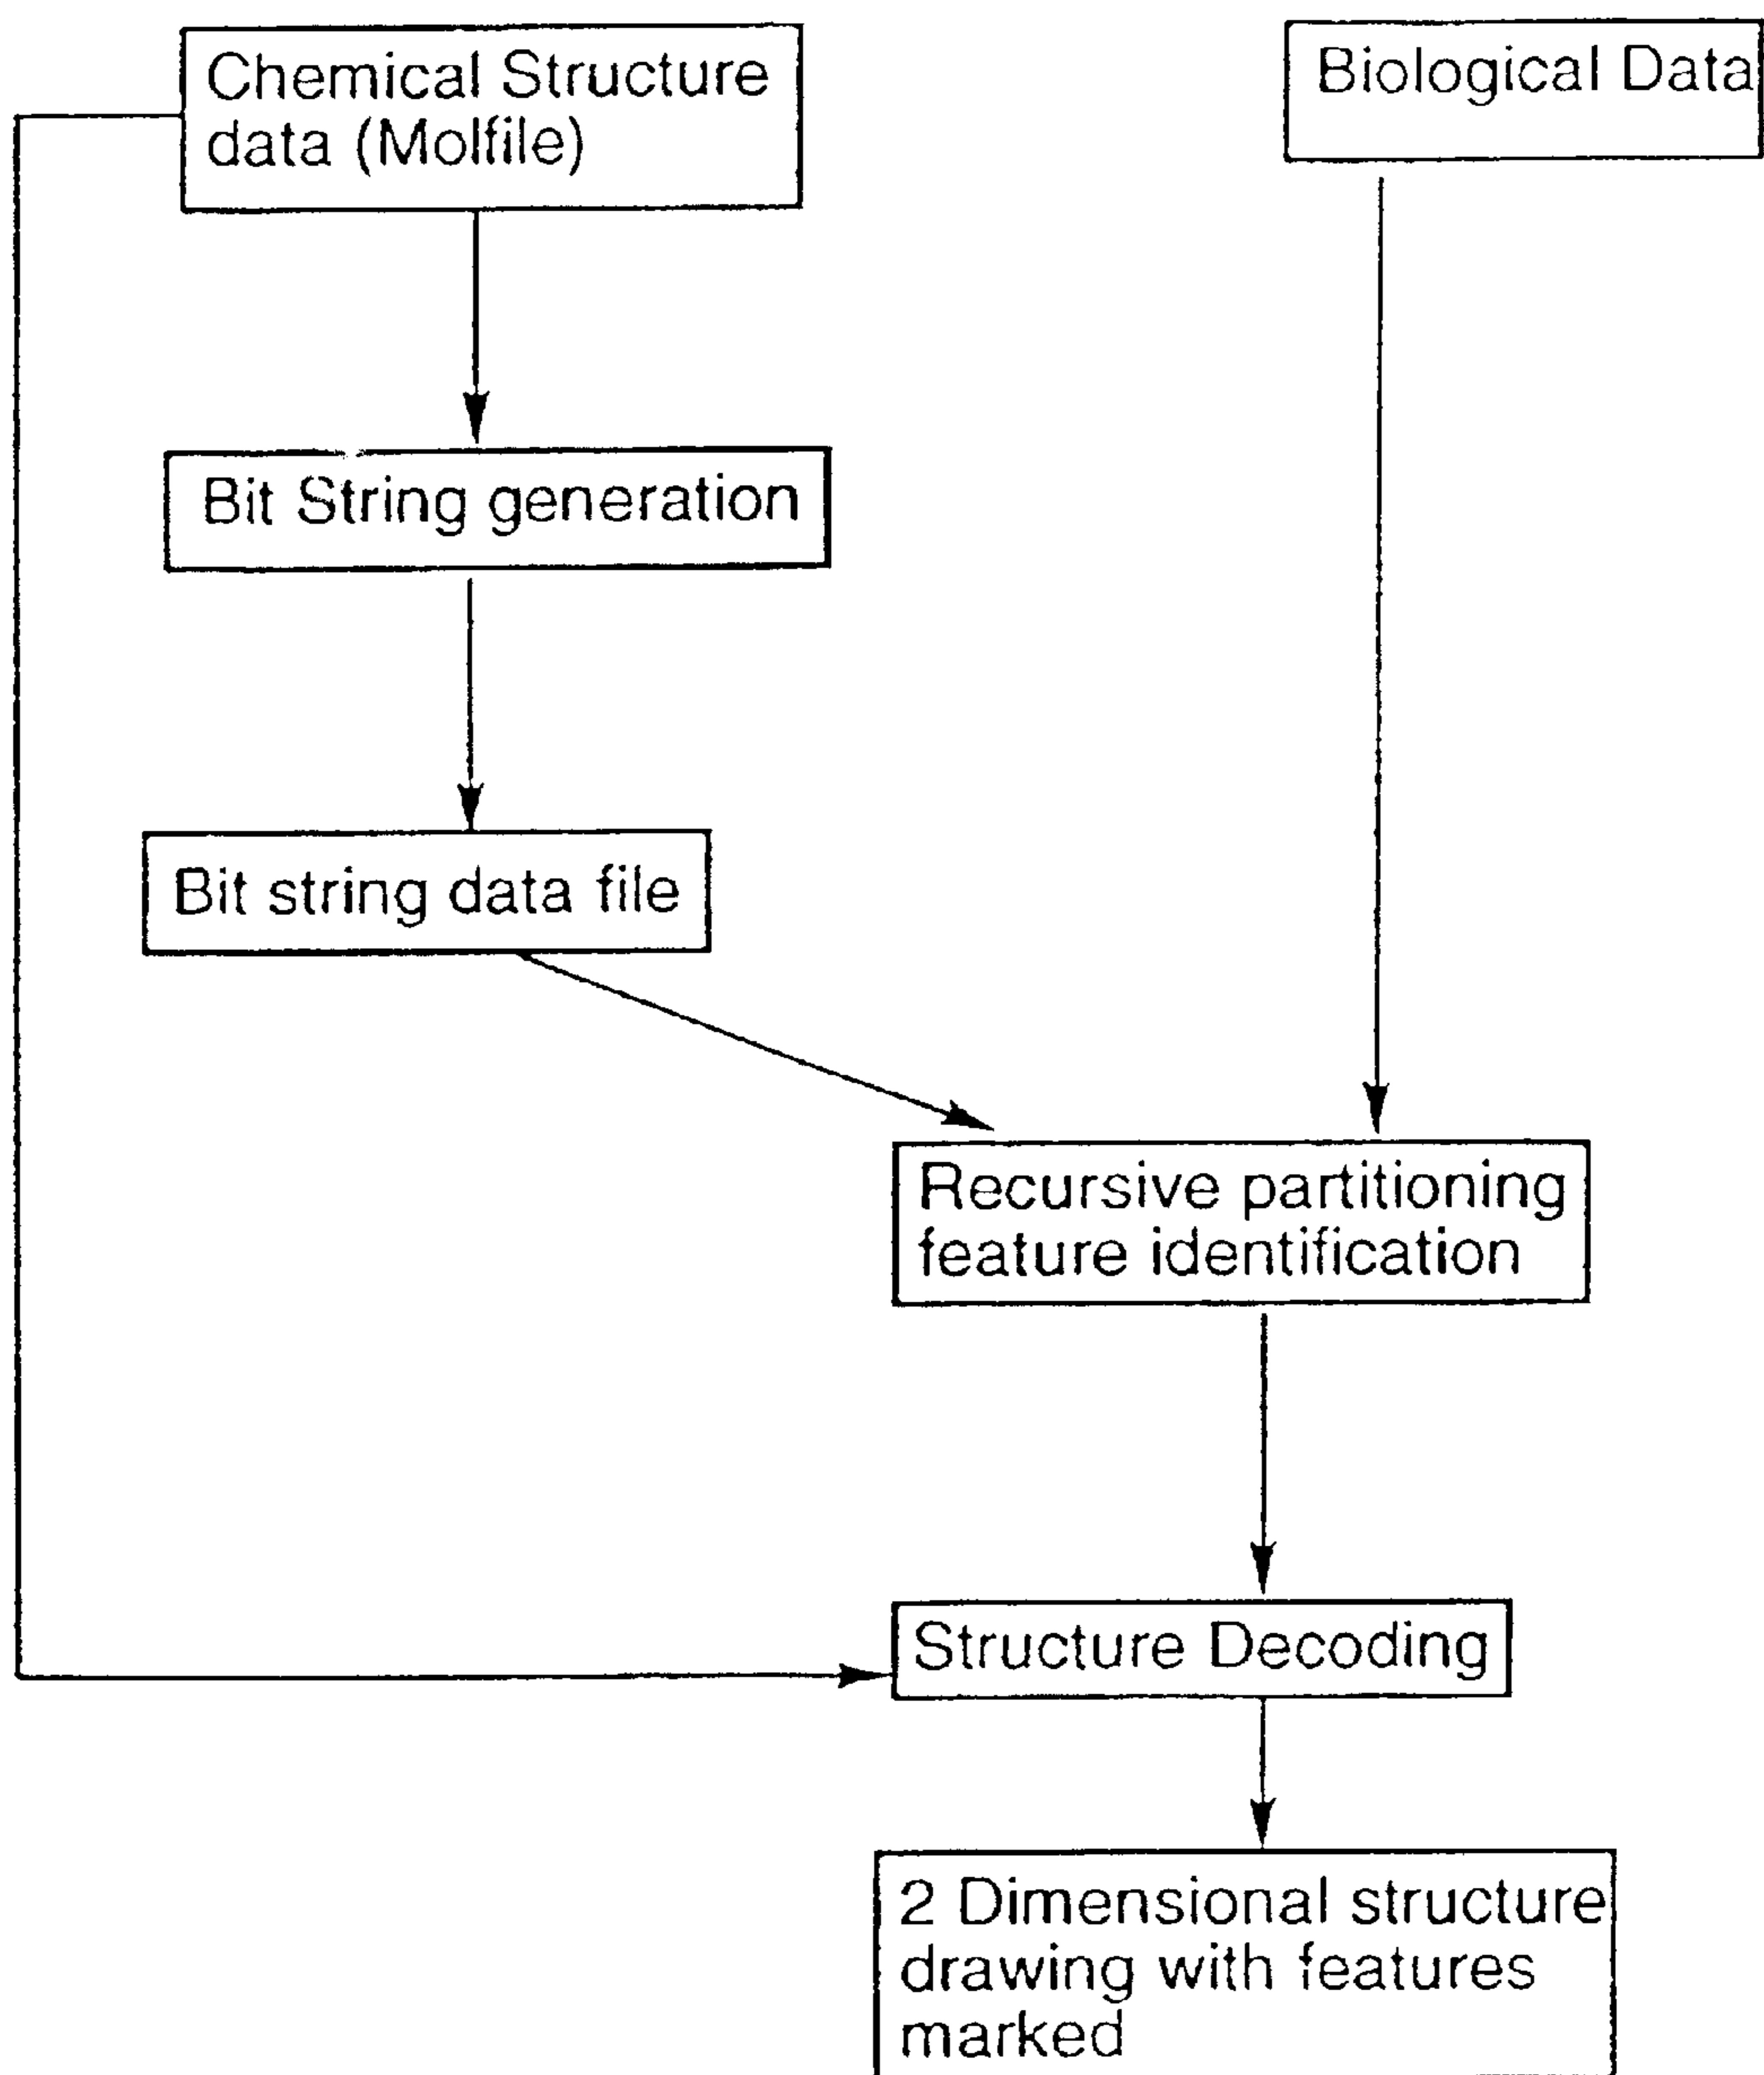 Chemical Structure
data (Molfile)
Biological Data
Bit String generation
Bit string data file
Recursive partitioning
feature identification
Structure Decoding
2 Dimensional structure
drawing with features
marked